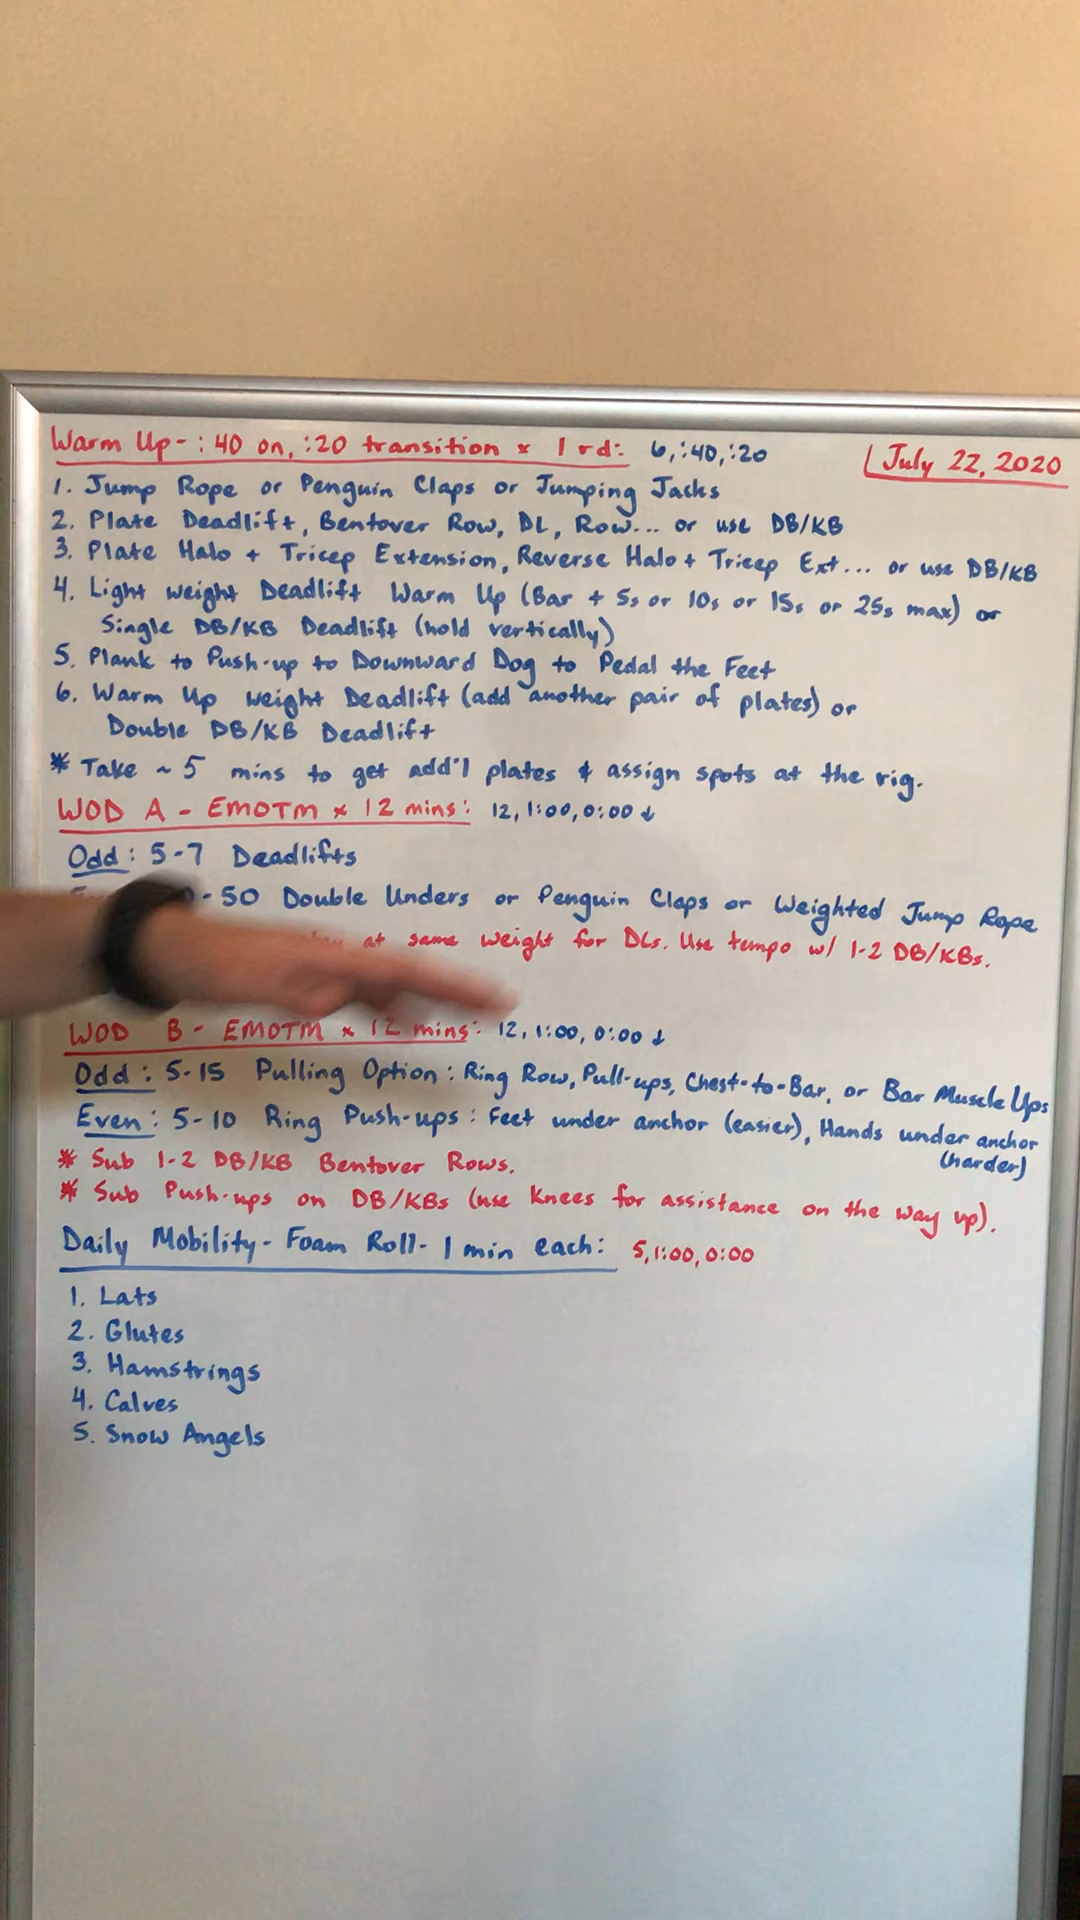 Warm Up - :40 on, :20 transition x 1 rd: 6, :40, :20
July 22, 2020
1. Jump Rope or Penguin Claps or Jumping Jacks
2. Plate Deadlift, Bentover Row, DL, Row... or use DB/KB
3. Plate Halo + Tricep Extension, Reverse Halo + Tricep Ext... or use DB/KB
4. Light weight Deadlift Warm Up (Bar + 5s or 10s or 15s or 25s max) or
Single DB/KB Deadlift (hold vertically)
5. Plank to Push-up to Downward Dog to Pedal the Feet
6. Warm Up weight Deadlift (add another pair of plates) or
Double DB/KB Deadlift
* Take ~ 5 mins to get add'l plates & assign spots at the rig.
WOD A - EMOTM x 12 mins: 12, 1:00, 0:00 ↓
Odd: 5-7 Deadlifts
-50 Double Unders or Penguin Claps or Weighted Jump Rope
at same weight for DLs. Use tempo w/ 1-2 DB/KBs.
WOD B - EMOTM x 12 mins: 12, 1:00, 0:00 ↓
Odd: 5-15 Pulling Option: Ring Row, Pull-ups, Chest-to-Bar, or Bar Muscle Ups
Even: 5-10 Ring Push-ups: Feet under anchor (easier), Hands under anchor
(harder)
* Sub 1-2 DB/KB Bentover Rows.
* Sub Push-ups on DB/KBs (use Knees for assistance on the way up).
Daily Mobility - Foam Roll - 1 min each: 5, 1:00, 0:00
1. Lats
2. Glutes
3. Hamstrings
4. Calves
5. Snow Angels